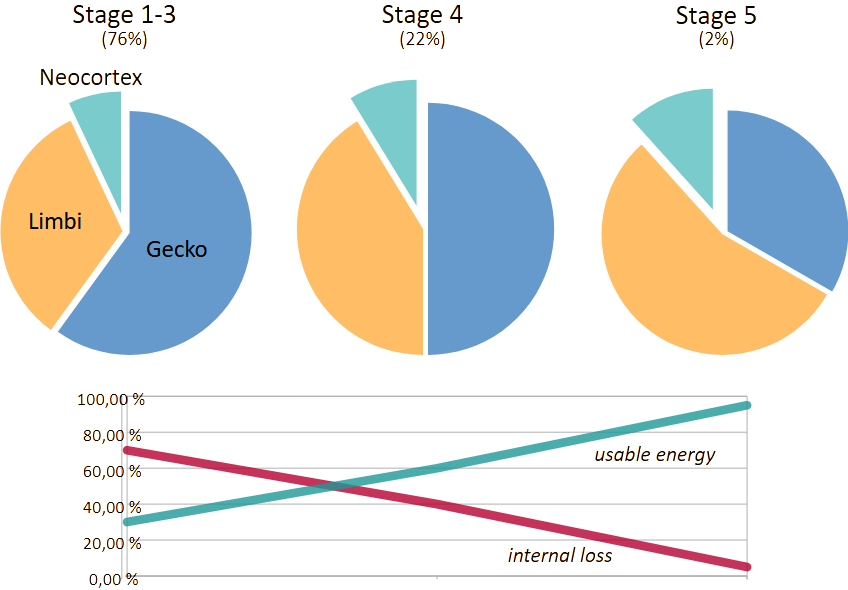 Stage 1-3
(76%)
Stage 4
(22%)
Stage 5
(2%)
Neocortex
Limbi
Gecko
100,00 %
80,00 %
60,00 %
40,00 %
20,00 %
0,00 %
usable energy
internal loss